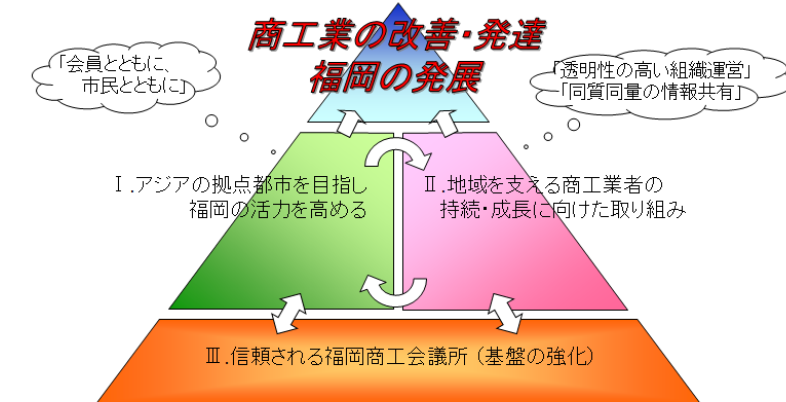 商工業の改善・発達
福岡の発展
「会員とともに、
市民とともに」
「透明性の高い組織運営」
「同質同量の情報共有」
Ⅰ.アジアの拠点都市を目指し
福岡の活力を高める
Ⅱ.地域を支える商工業者の
持続・成長に向けた取り組み
Ⅲ.信頼される福岡商工会議所（基盤の強化）